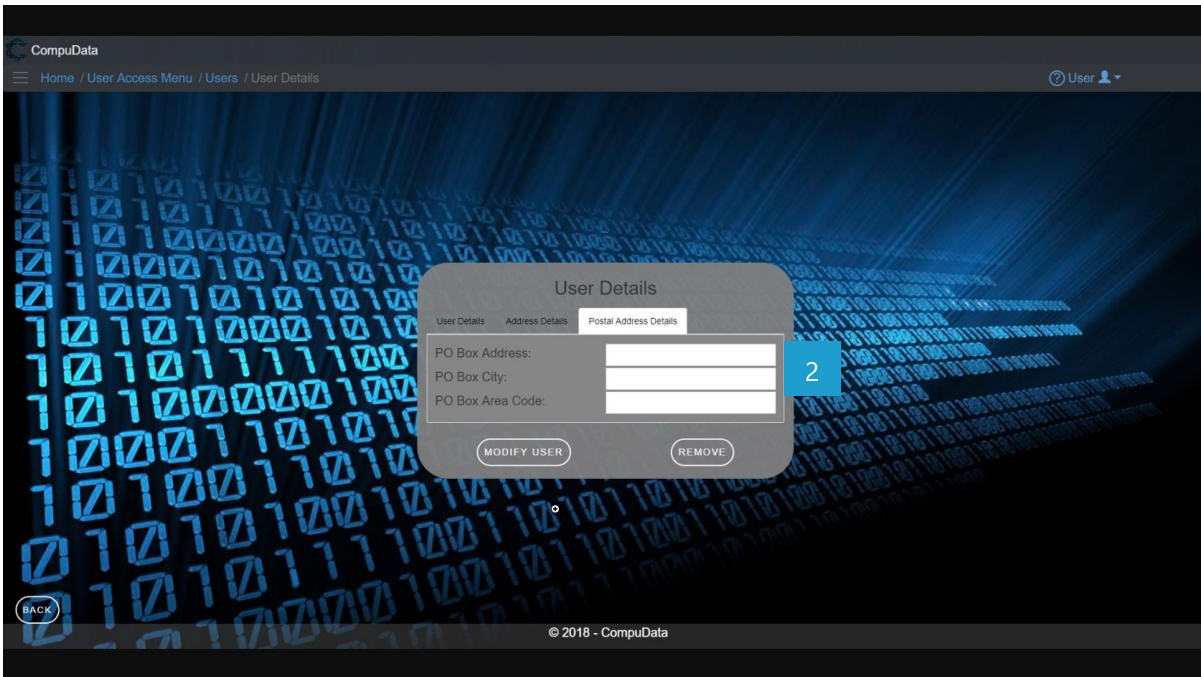 CompuData
Home / User Access Menu / Users / User Details
User
User Details
User Details Address Details Postal Address Details
PO Box Address:
PO Box City:
PO Box Area Code:
2
MODIFY USER REMOVE
BACK
© 2018 - CompuData